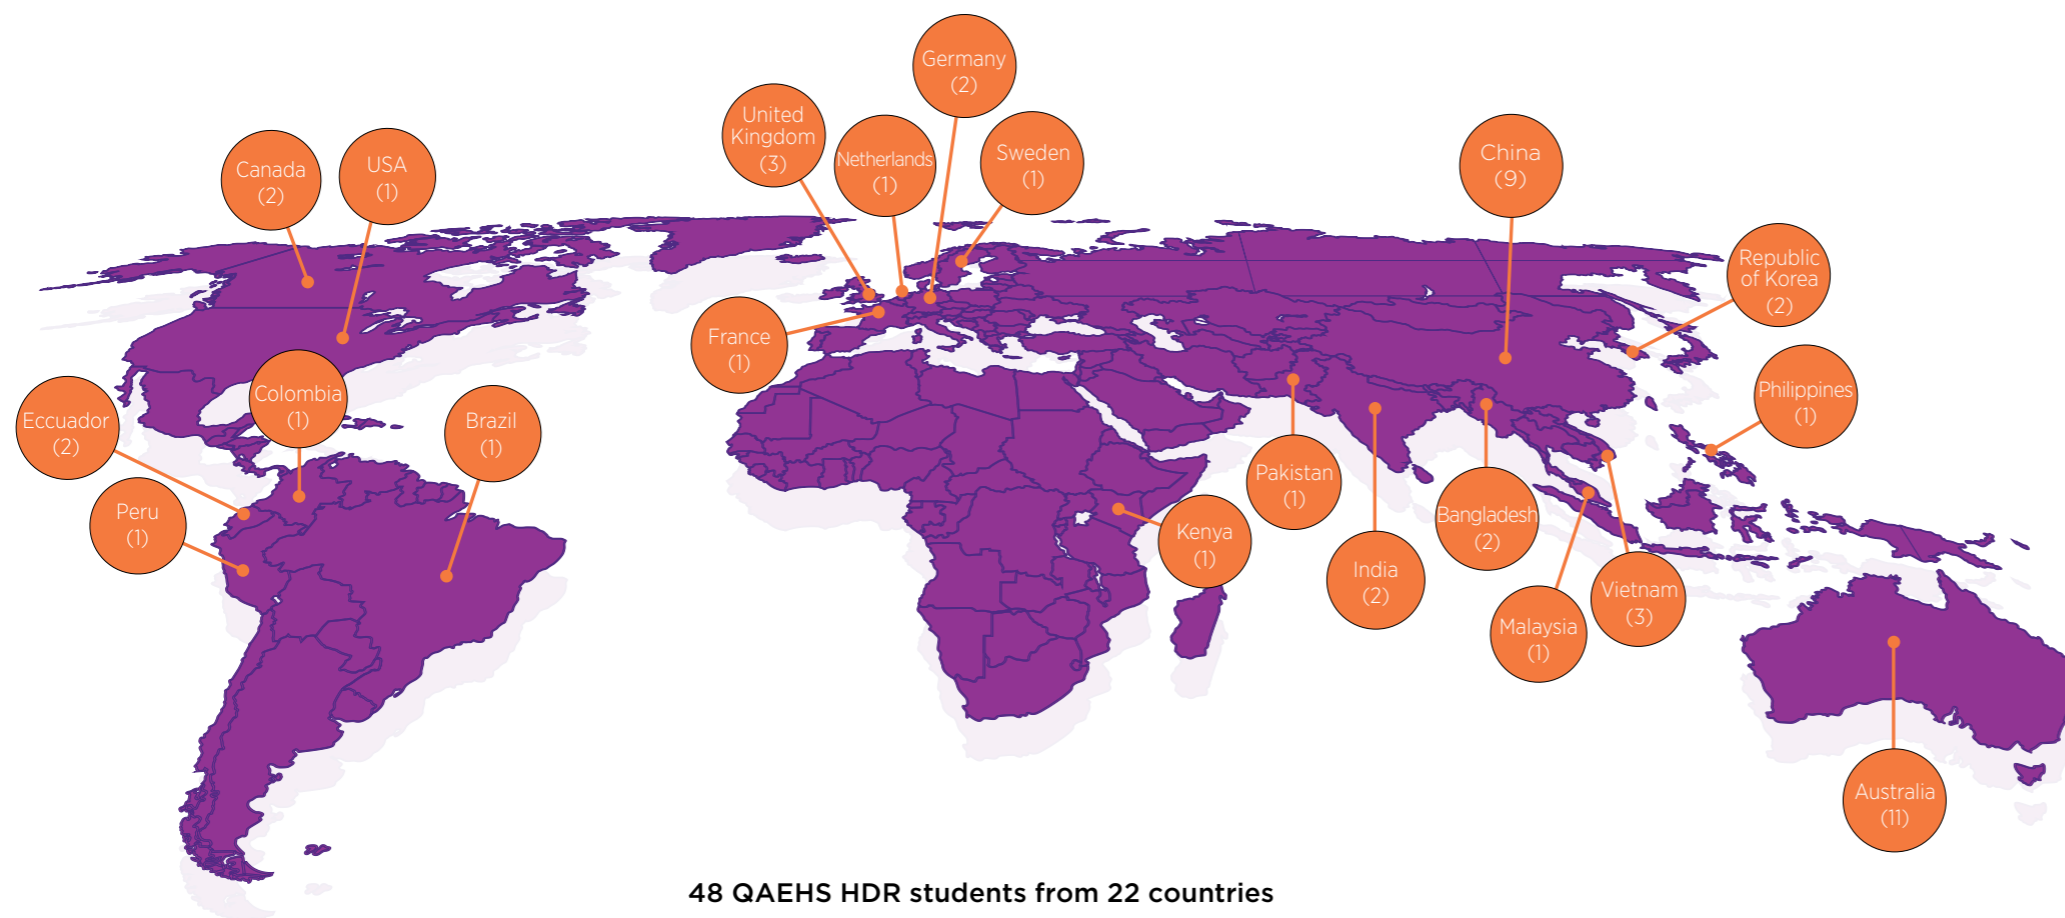 Germany
(2)
United
Kingdom
(3)
Netherlands
(1)
Sweden
(1)
Canada
(2)
USA
(1)
China
(9)
Republic
of Korea
(2)
France
(1)
Philippines
(1)
Eccuador
(2)
Colombia
(1)
Brazil
(1)
Peru
(1)
Pakistan
(1)
Kenya
(1)
India
(2)
Bangladesh
(2)
Malaysia
(1)
Vietnam
(3)
Australia
(11)
48 QAEHS HDR students from 22 countries